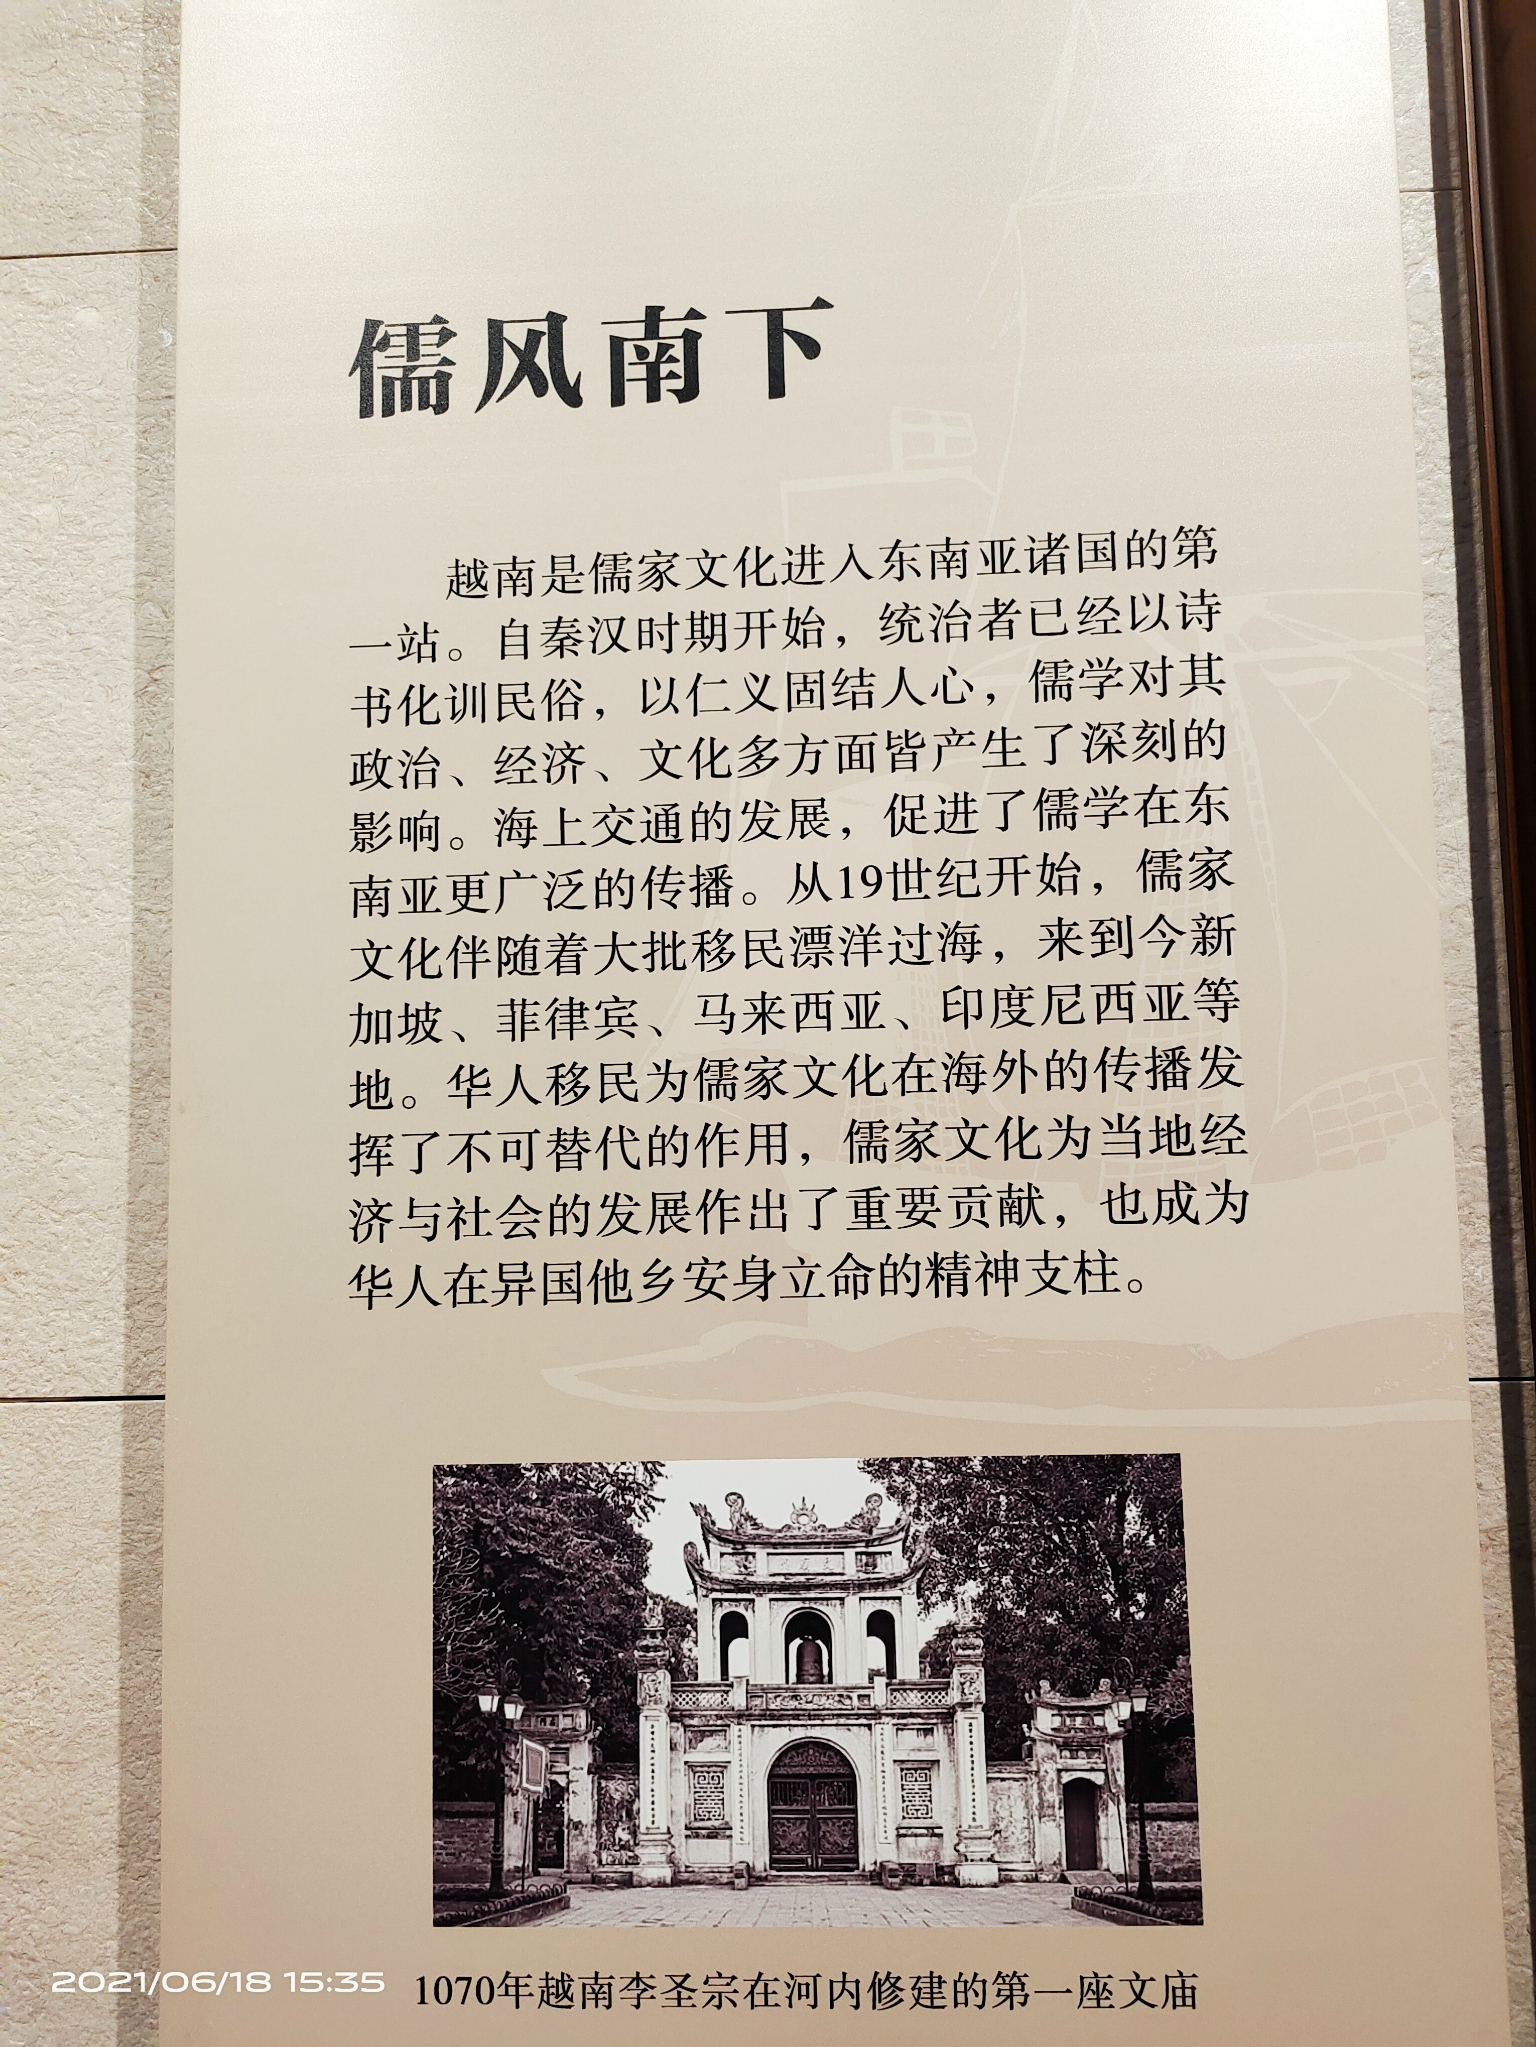 儒风南下
越南是儒家文化进入东南亚诸国的第
一站。自秦汉时期开始，统治者已经以诗
书化训民俗，以仁义固结人心，儒学对其
政治、经济、文化多方面皆产生了深刻的
影响。海上交通的发展，促进了儒学在东
南亚更广泛的传播。从19世纪开始，儒家
文化伴随着大批移民漂洋过海，来到今新
加坡、菲律宾、马来西亚、印度尼西亚等
地。华人移民为儒家文化在海外的传播发
挥了不可替代的作用，儒家文化为当地经
济与社会的发展作出了重要贡献，也成为
华人在异国他乡安身立命的精神支柱。
2021/06/18 15:35
1070年越南李圣宗在河内修建的第一座文庙